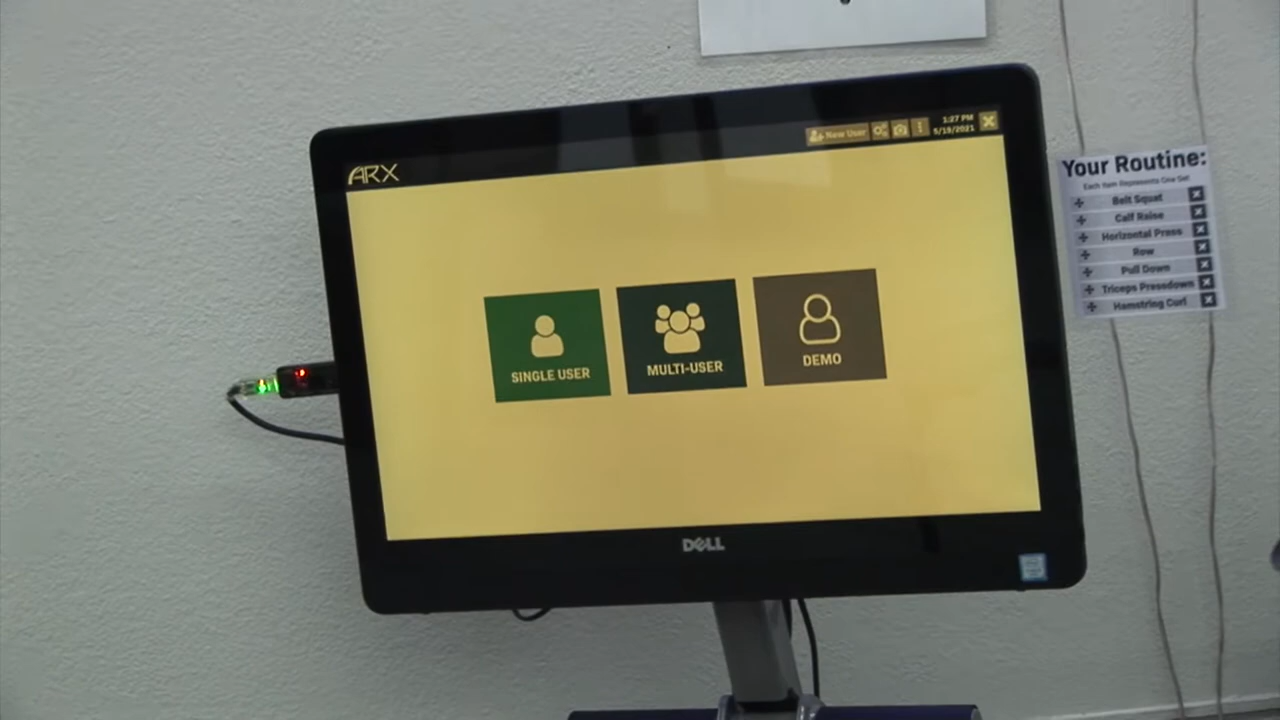 ARX
New User
1:27 PM
5/19/2021
SINGLE USER
MULTI-USER
DEMO
DELL
Your Routine:
Each Item Represents One Set
Belt Squat
Calf Raise
Horizontal Press
Row
Pull Down
Triceps Pressdown
Hamstring Curl